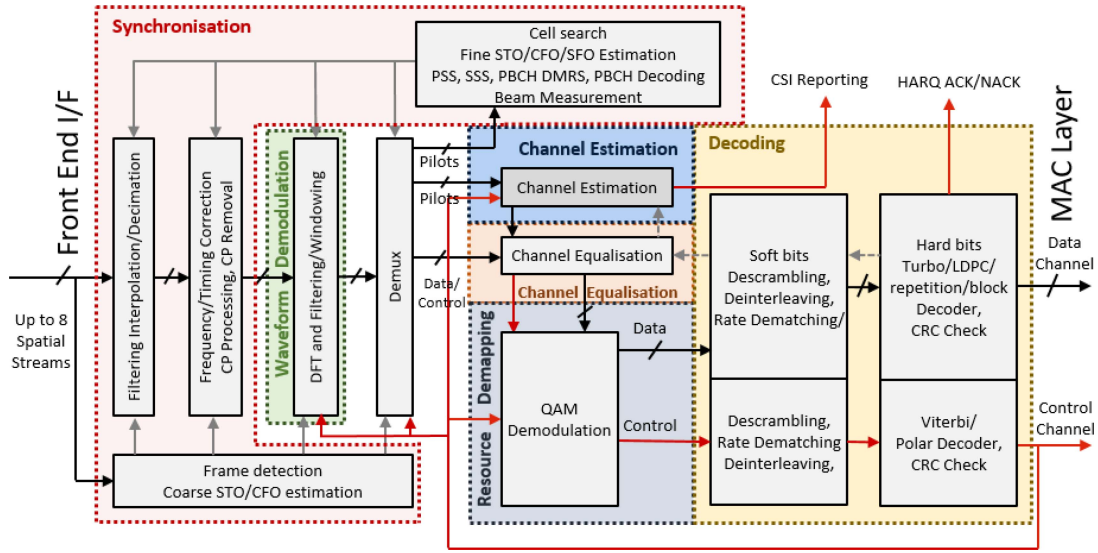 Synchronisation
Cell search
Fine STO/CFO/SFO Estimation
PSS, SSS, PBCH DMRS, PBCH Decoding
Beam Measurement
CSI Reporting
HARQ ACK/NACK
Front End I/F
Up to 8
Spatial
Streams
Filtering Interpolation/Decimation
Frequency/Timing Correction
CP Processing, CP Removal
Waveform Demodulation
DFT and Filtering/Windowing
Demux
Pilots
Pilots
Data/
Control
Channel Estimation
Channel Estimation
Channel Equalisation
Channel Equalisation
Resource Demapping
QAM
Demodulation
Data
Control
Decoding
Soft bits
Descrambling,
Deinterleaving,
Rate Dematching/
Hard bits
Turbo/LDPC/
repetition/block
Decoder,
CRC Check
Descrambling,
Rate Dematching
Deinterleaving,
Viterbi/
Polar Decoder,
CRC Check
MAC Layer
Data
Channel
Control
Channel
Frame detection
Coarse STO/CFO estimation